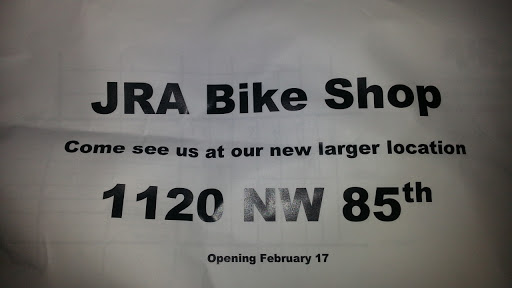 JRA Bike Shop
Come see us at our new larger location
1120 NW 85th
Opening February 17